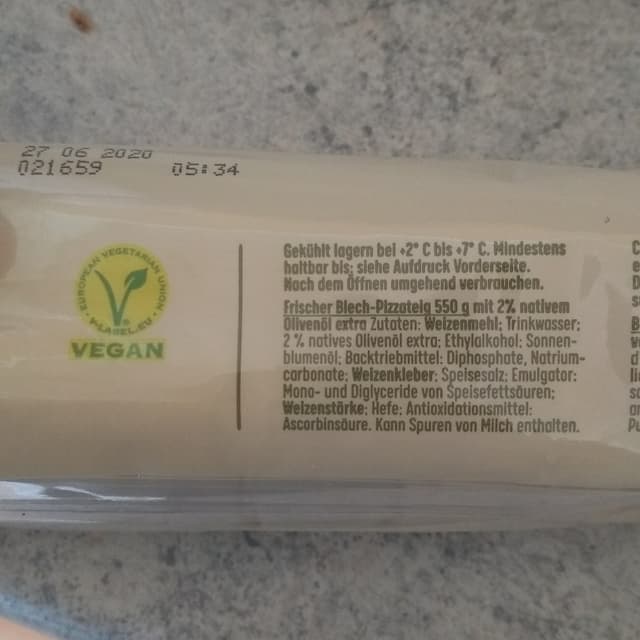 27 06 2020
021659 05:34
EUROPEAN VEGETARIAN UNION
V-LABEL.EU
VEGAN
Gekühlt lagern bei +2° C bis +7° C. Mindestens
haltbar bis: siehe Aufdruck Vorderseite.
Nach dem Öffnen umgehend verbrauchen.
Frischer Blech-Pizzateig 550 g mit 2% nativem
Olivenöl extra Zutaten: Weizenmehl; Trinkwasser;
2 % natives Olivenöl extra; Ethylalkohol; Sonnen-
blumenöl; Backtriebmittel: Diphosphate, Natrium-
carbonate; Weizenkleber; Speisesalz; Emulgator:
Mono- und Diglyceride von Speisefettsäuren;
Weizenstärke; Hefe; Antioxidationsmittel:
Ascorbinsäure. Kann Spuren von Milch enthalten.